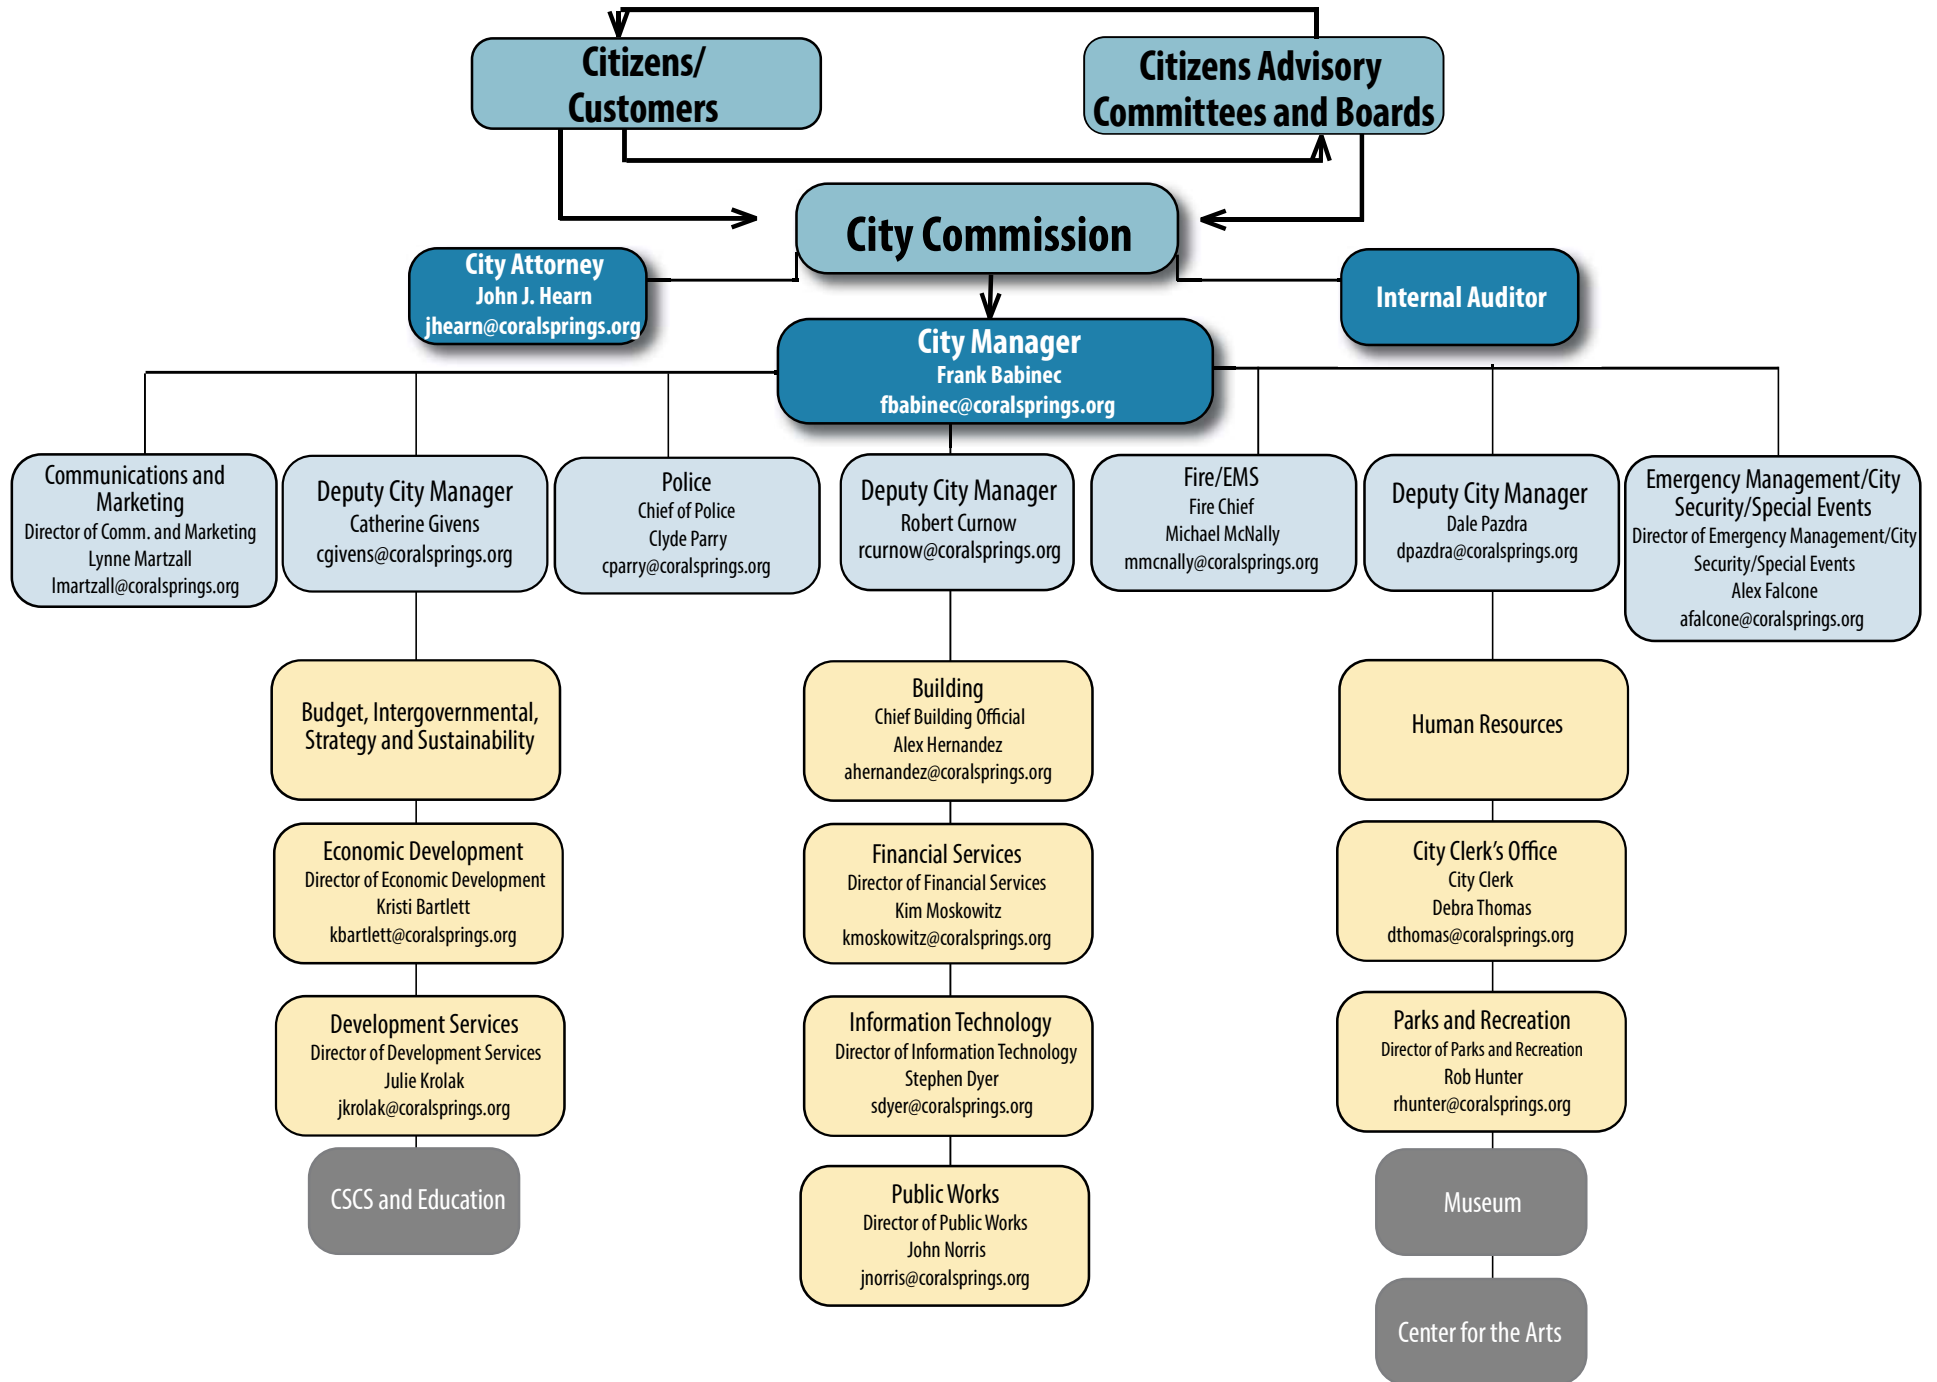 Citizens/
Customers
Citizens Advisory
Committees and Boards
City Commission
City Attorney
John J. Hearn
jhearn@coralsprings.org
Internal Auditor
City Manager
Frank Babinec
fbabinec@coralsprings.org
Communications and
Marketing
Director of Comm. and Marketing
Lynne Martzall
lmartzall@coralsprings.org
Deputy City Manager
Catherine Givens
cgivens@coralsprings.org
Police
Chief of Police
Clyde Parry
cparry@coralsprings.org
Deputy City Manager
Robert Curnow
rcurnow@coralsprings.org
Fire/EMS
Fire Chief
Michael McNally
mmcnally@coralsprings.org
Deputy City Manager
Dale Pazdra
dpazdra@coralsprings.org
Emergency Management/City
Security/Special Events
Director of Emergency Management/City
Security/Special Events
Alex Falcone
afalcone@coralsprings.org
Budget, Intergovernmental,
Strategy and Sustainability
Building
Chief Building Official
Alex Hernandez
ahernandez@coralsprings.org
Human Resources
Economic Development
Director of Economic Development
Kristi Bartlett
kbartlett@coralsprings.org
Financial Services
Director of Financial Services
Kim Moskowitz
kmoskowitz@coralsprings.org
City Clerk's Office
City Clerk
Debra Thomas
dthomas@coralsprings.org
Development Services
Director of Development Services
Julie Krolak
jkrolak@coralsprings.org
Information Technology
Director of Information Technology
Stephen Dyer
sdyer@coralsprings.org
Parks and Recreation
Director of Parks and Recreation
Rob Hunter
rhunter@coralsprings.org
CSCS and Education
Public Works
Director of Public Works
John Norris
jnorris@coralsprings.org
Museum
Center for the Arts